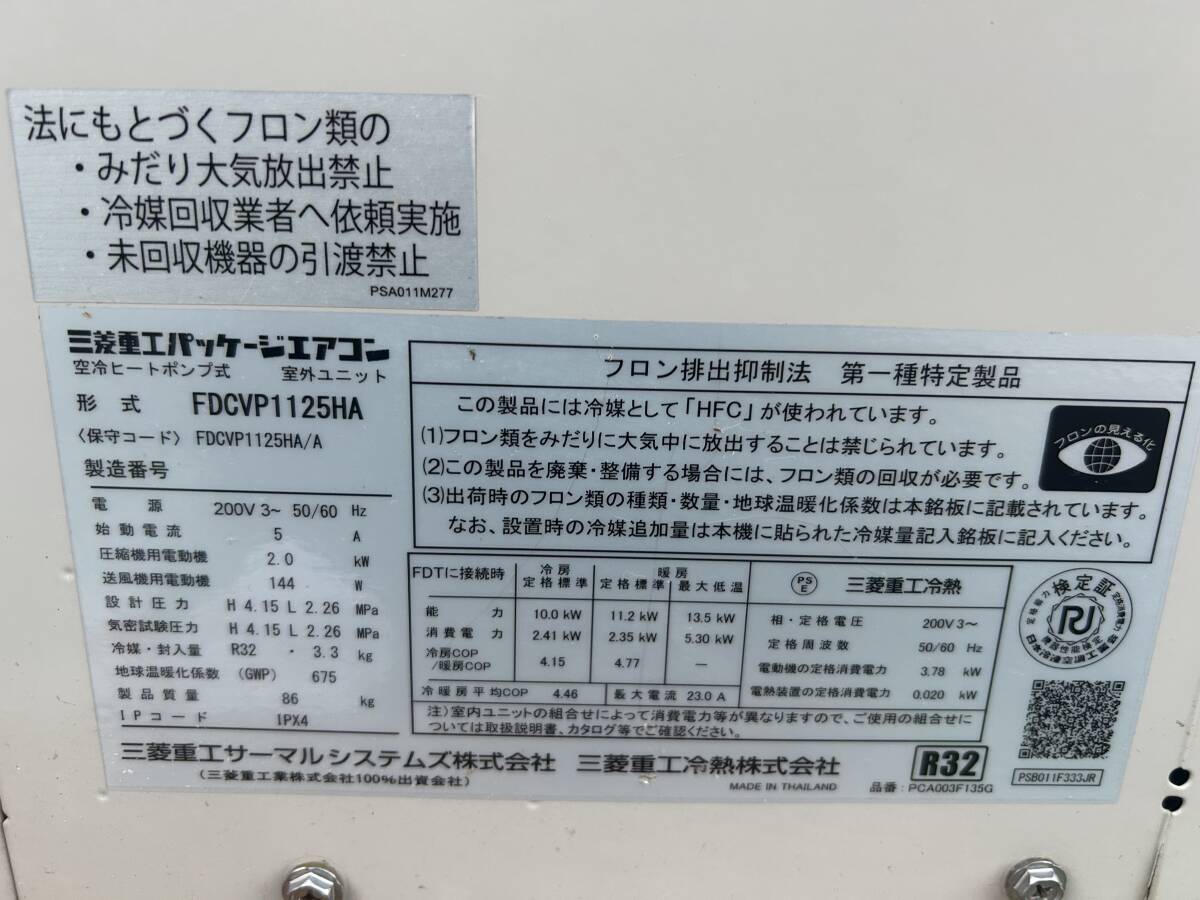 法にもとづくフロン類の
・みだり大気放出禁止
・冷媒回収業者へ依頼実施
・未回収機器の引渡禁止
PSA011M277
三菱重工パッケージエアコン
空冷ヒートポンプ式 室外ユニット
形式 FDCVP1125HA
〈保守コード〉 FDCVP1125HA/A
製造番号
電源 200V 3~ 50/60 Hz
始動電流 5 A
圧縮機用電動機 2.0 kW
送風機用電動機 144 W
設計圧力 H 4.15 L 2.26 MPa
気密試験圧力 H 4.15 L 2.26 MPa
冷媒・封入量 R32 ・ 3.3 kg
地球温暖化係数 (GWP) 675
製品質量 86 kg
IPコード IPX4
フロン排出抑制法 第一種特定製品
この製品には冷媒として「HFC」が使われています。
(1)フロン類をみだりに大気中に放出することは禁じられています。
(2)この製品を廃棄・整備する場合には、フロン類の回収が必要です。
(3)出荷時のフロン類の種類・数量・地球温暖化係数は本銘板に記載されています。
なお、設置時の冷媒追加量は本機に貼られた冷媒量記入銘板に記入ください。
フロンの見える化
FDTに接続時 冷房 定格標準 暖房 定格標準 最大低温
能力 10.0 kW 11.2 kW 13.5 kW
消費電力 2.41 kW 2.35 kW 5.30 kW
冷房COP/暖房COP 4.15 4.77 —
冷暖房平均COP 4.46 最大電流 23.0 A
注)室内ユニットの組合せによって消費電力等が異なりますので、ご使用の組合せに
ついては取扱説明書、カタログ等でご確認ください。
PSE 三菱重工冷熱
相・定格電圧 200V 3~
定格周波数 50/60 Hz
電動機の定格消費電力 3.78 kW
電熱装置の定格消費電力 0.020 kW
検定証
三菱重工サーマルシステムズ株式会社 三菱重工冷熱株式会社
(三菱重工業株式会社100%出資会社)
MADE IN THAILAND
R32
品番：PCA003F135G
PSB011F333JR